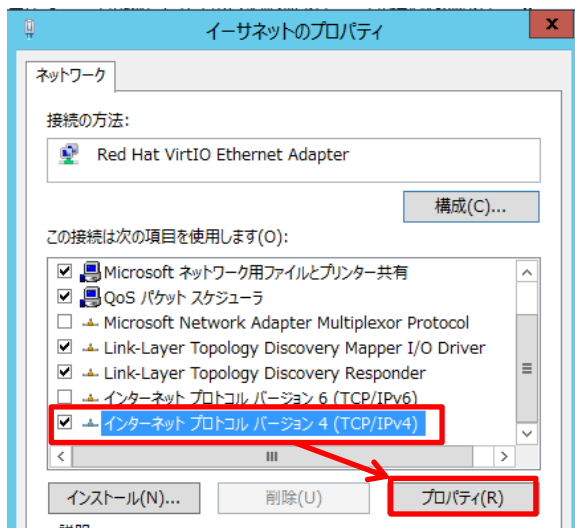 イーサネットのプロパティ
x
ネットワーク
接続の方法:
Red Hat VirtIO Ethernet Adapter
構成(C)...
この接続は次の項目を使用します(O):
Microsoft ネットワーク用ファイルとプリンター共有
QoS パケット スケジューラ
Microsoft Network Adapter Multiplexor Protocol
Link-Layer Topology Discovery Mapper I/O Driver
Link-Layer Topology Discovery Responder
インターネット プロトコル バージョン 6 (TCP/IPv6)
インターネット プロトコル バージョン 4 (TCP/IPv4)
インストール(N)...
削除(U)
プロパティ(R)